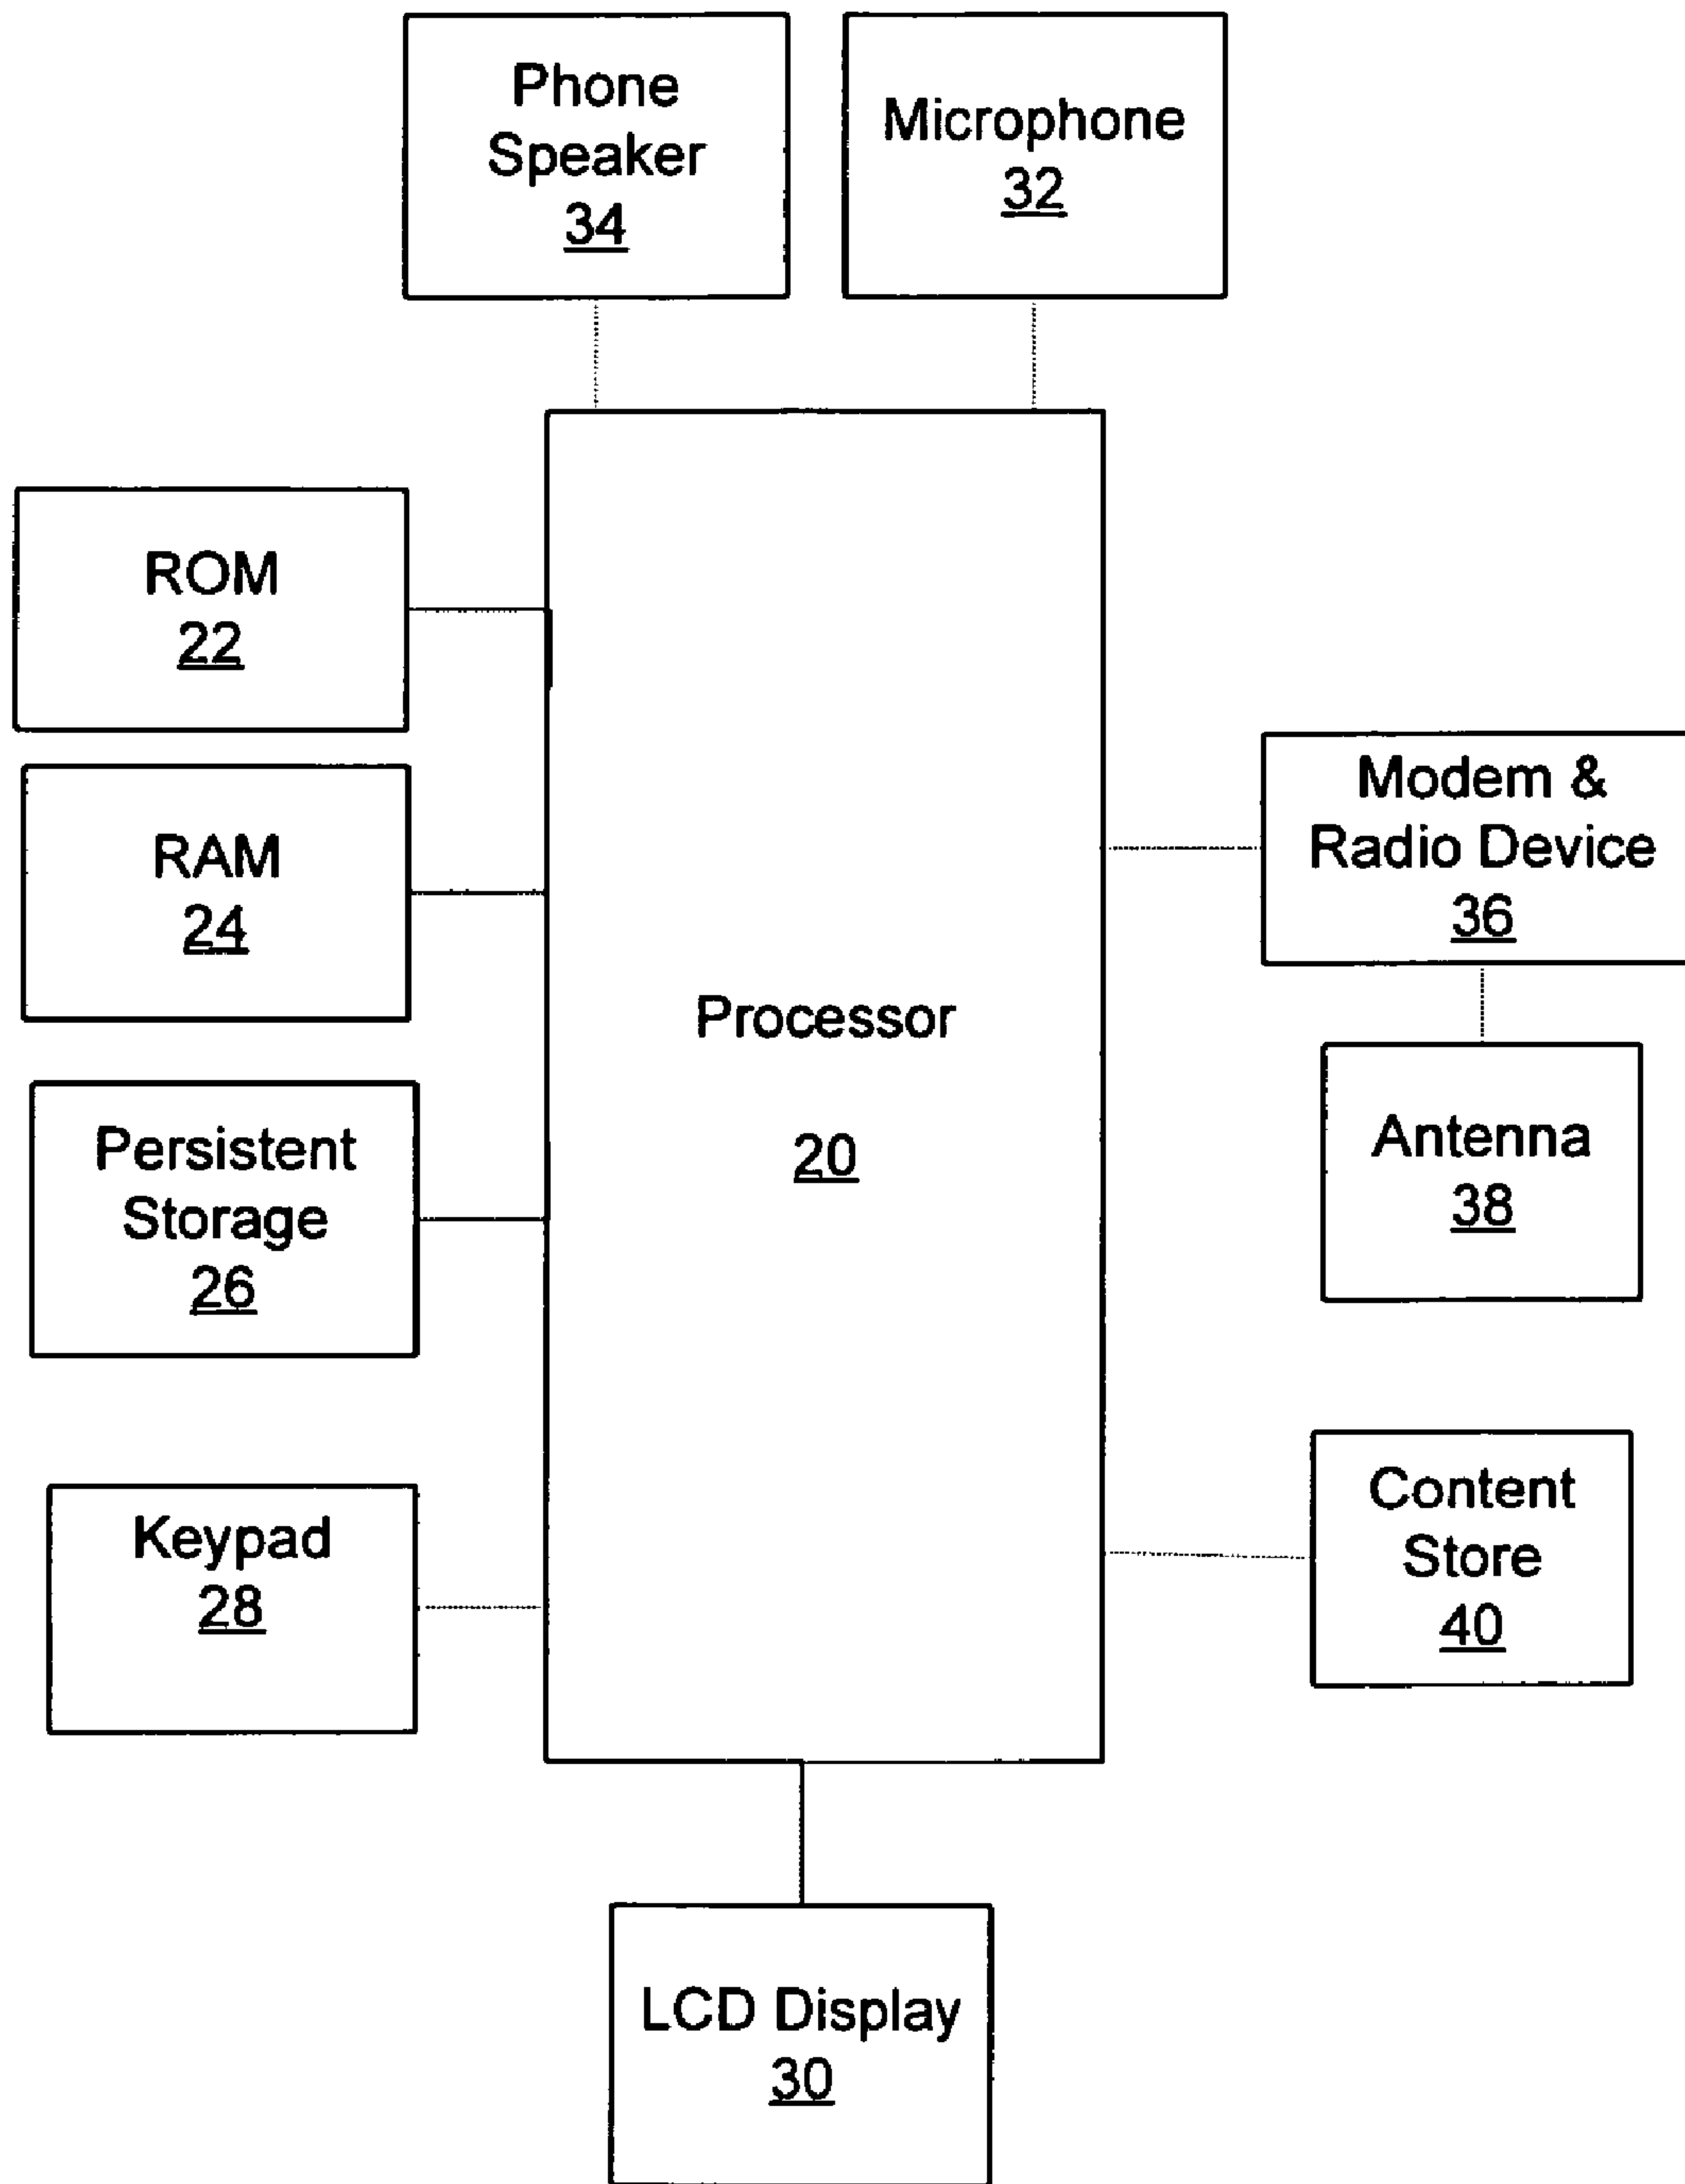 Phone
Speaker
34
Microphone
32
ROM
22
RAM
24
Persistent
Storage
26
Keypad
28
Processor
20
Modem &
Radio Device
36
Antenna
38
Content
Store
40
LCD Display
30